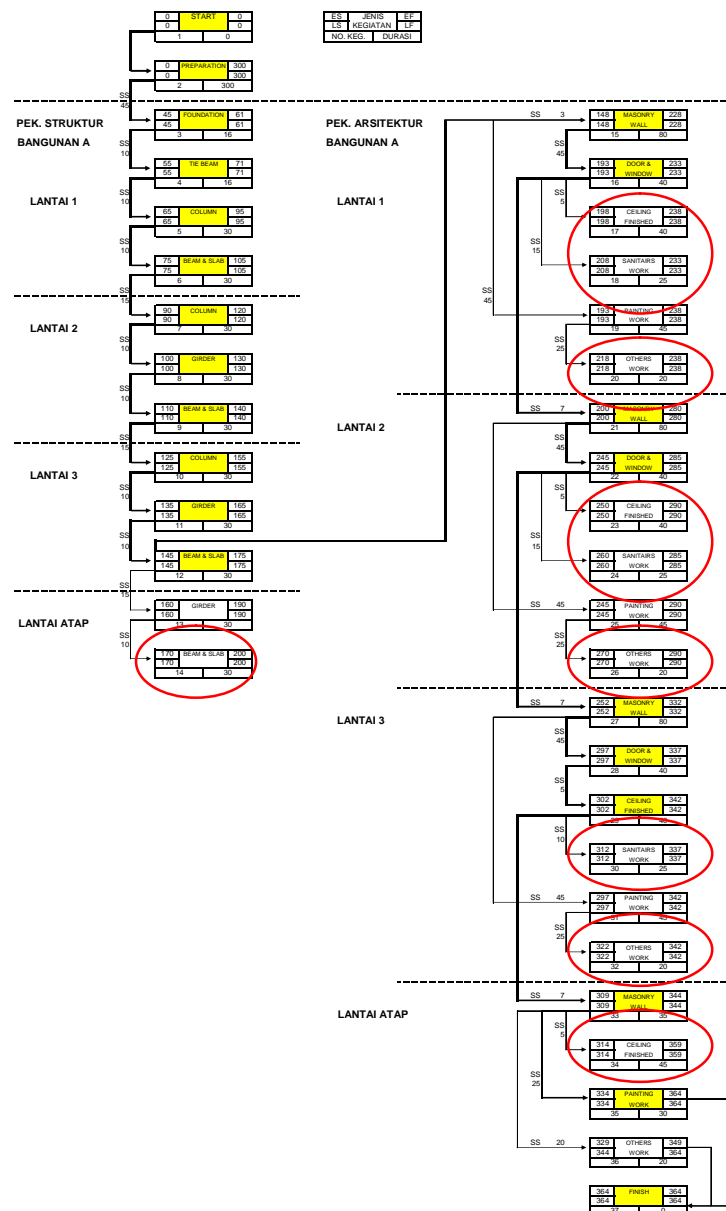 0 START 0
0 0
1 0
ES JENIS EF
LS KEGIATAN LF
NO. KEG. DURASI
0 PREPARATION 300
0 300
2 300
SS
45
PEK. STRUKTUR
BANGUNAN A
45 FOUNDATION 61
45 61
3 16
SS
10
55 TIE BEAM 71
55 71
4 16
LANTAI 1
SS
10
65 COLUMN 95
65 95
5 30
SS
10
75 BEAM & SLAB 105
75 105
6 30
SS
15
LANTAI 2
90 COLUMN 120
90 120
7 30
SS
10
100 GIRDER 130
100 130
8 30
SS
10
110 BEAM & SLAB 140
110 140
9 30
SS
15
LANTAI 3
125 COLUMN 155
125 155
10 30
SS
10
135 GIRDER 165
135 165
11 30
SS
10
145 BEAM & SLAB 175
145 175
12 30
SS
15
LANTAI ATAP
160 GIRDER 190
160 190
13 30
SS
10
170 BEAM & SLAB 200
170 200
14 30
PEK. ARSITEKTUR
BANGUNAN A
LANTAI 1
SS 3
148 MASONRY 228
148 WALL 228
15 80
SS
45
193 DOOR & 233
193 WINDOW 233
16 40
SS
5
198 CEILING 238
198 FINISHED 238
17 40
SS
15
208 SANITAIRS 233
208 WORK 233
18 25
SS
45
193 PAINTING 238
193 WORK 238
19 45
SS
25
218 OTHERS 238
218 WORK 238
20 20
LANTAI 2
SS 7
200 MASONRY 280
200 WALL 280
21 80
SS
45
245 DOOR & 285
245 WINDOW 285
22 40
SS
5
250 CEILING 290
250 FINISHED 290
23 40
SS
15
260 SANITAIRS 285
260 WORK 285
24 25
SS 45
245 PAINTING 290
245 WORK 290
25 45
SS
25
270 OTHERS 290
270 WORK 290
26 20
LANTAI 3
SS 7
252 MASONRY 332
252 WALL 332
27 80
SS
45
297 DOOR & 337
297 WINDOW 337
28 40
SS
5
302 CEILING 342
302 FINISHED 342
29 40
SS
10
312 SANITAIRS 337
312 WORK 337
30 25
SS 45
297 PAINTING 342
297 WORK 342
31 45
SS
25
322 OTHERS 342
322 WORK 342
32 20
LANTAI ATAP
SS 7
309 MASONRY 344
309 WALL 344
33 35
SS
5
314 CEILING 359
314 FINISHED 359
34 45
SS
25
334 PAINTING 364
334 WORK 364
35 30
SS 20
329 OTHERS 349
344 WORK 364
36 20
364 FINISH 364
364 364
37 0